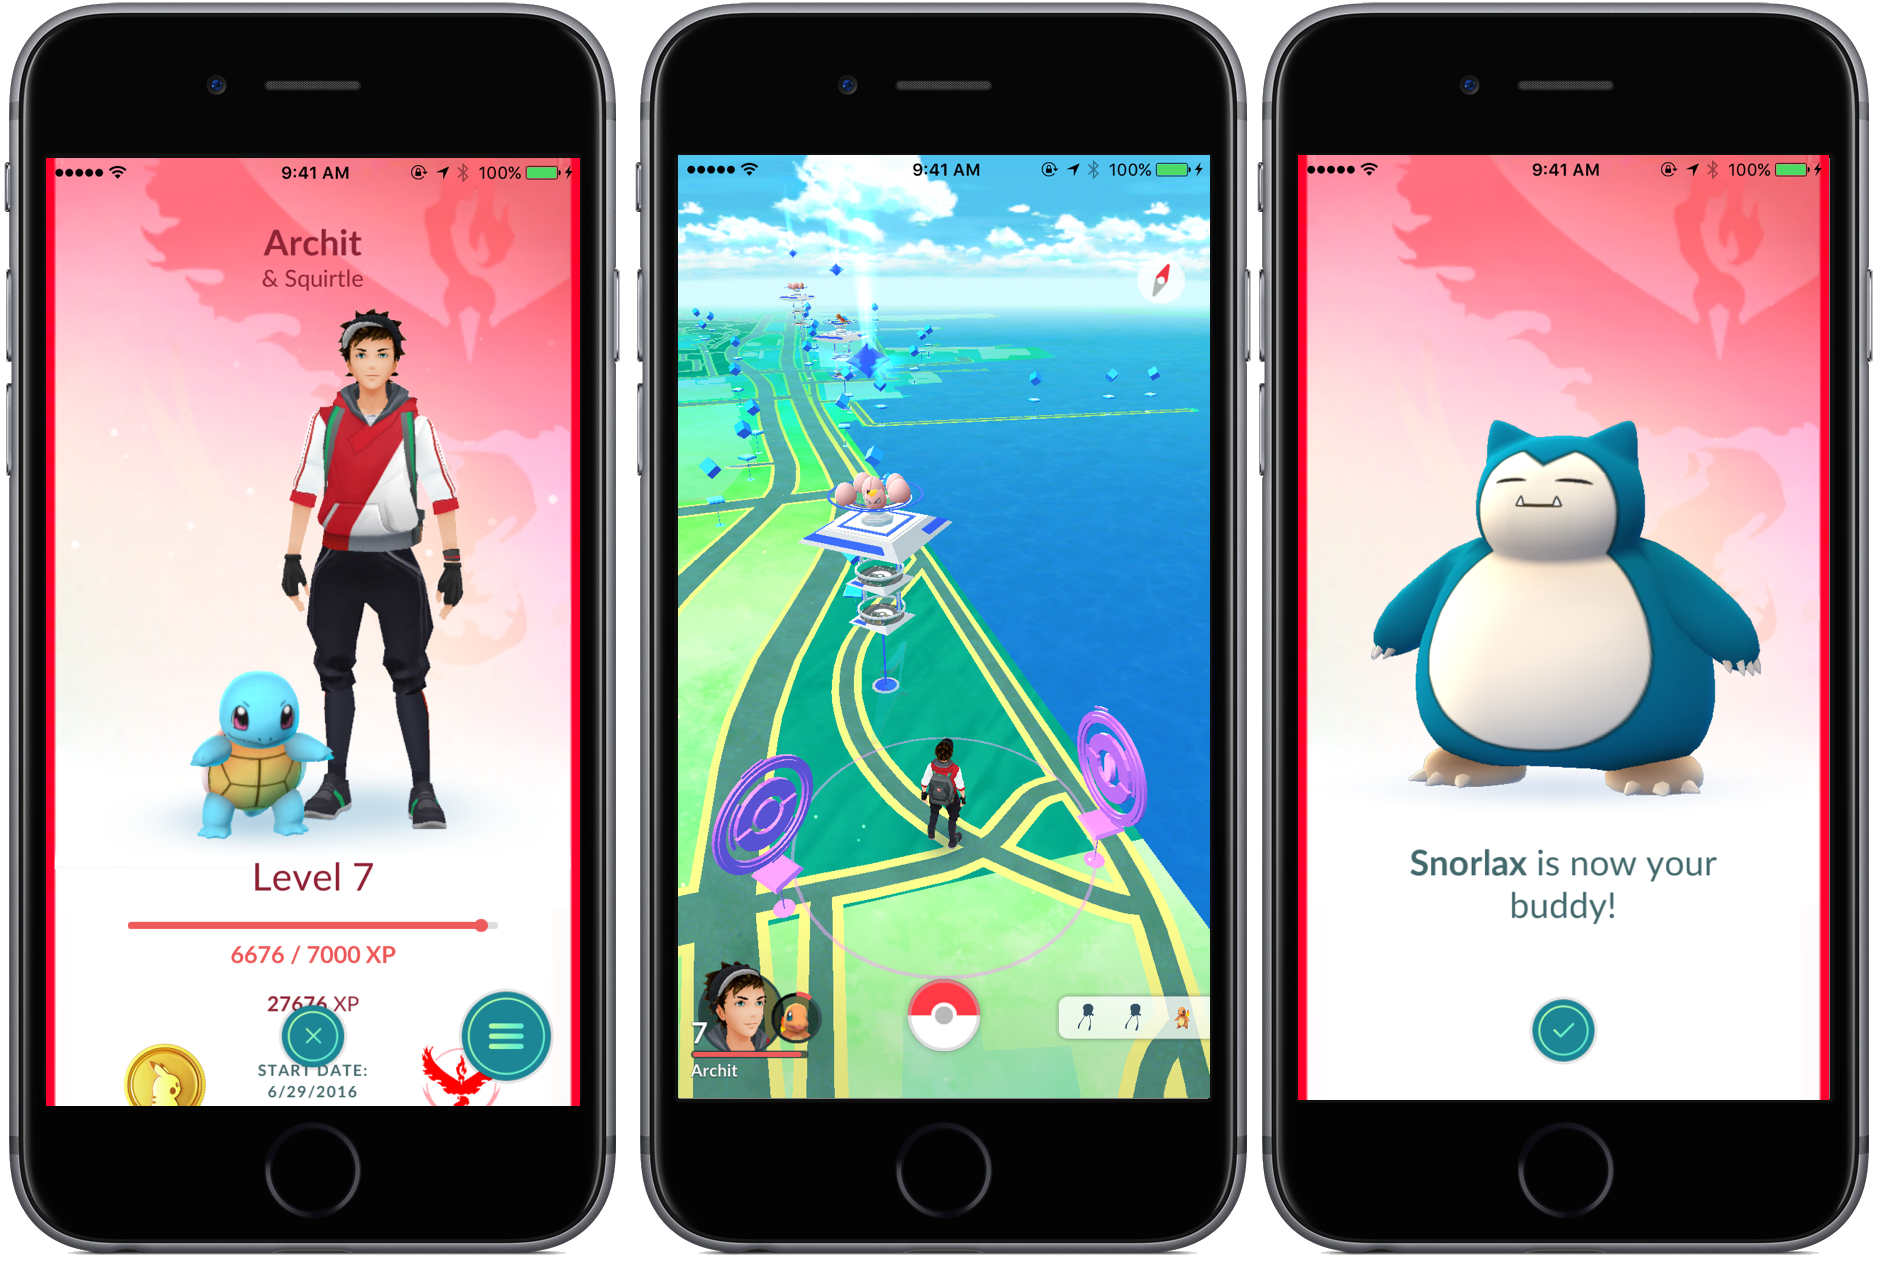 9:41 AM
100%
Archit
& Squirtle
Level 7
6676 / 7000 XP
27676 XP
START DATE:
6/29/2016
9:41 AM
100%
7
Archit
9:41 AM
100%
Snorlax is now your
buddy!